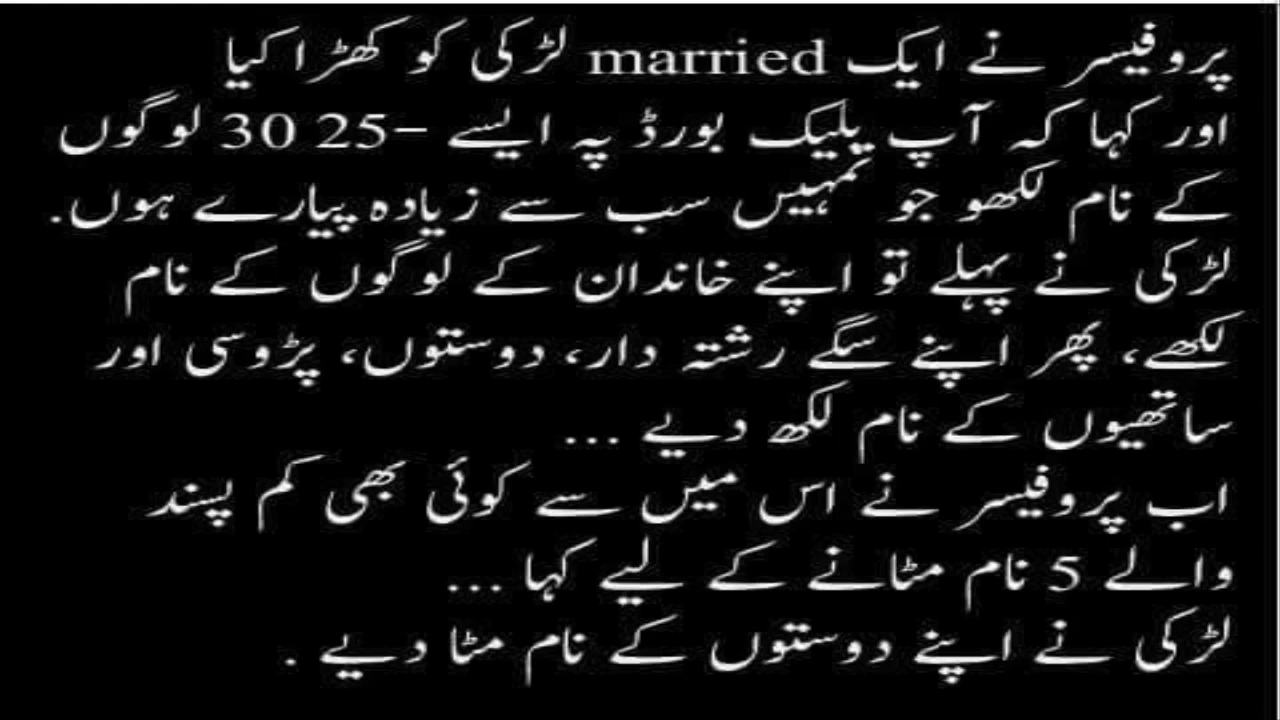 پروفیسر نے ایک married لڑکی کو کھڑا کیا
اور کہا کہ آپ بلیک بورڈ پہ ایسے -25 30 لوگوں
کے نام لکھو جو تمہیں سب سے زیادہ پیارے ہوں.
لڑکی نے پہلے تو اپنے خاندان کے لوگوں کے نام
لکھے، پھر اپنے سگے رشتہ دار، دوستوں، پڑوسی اور
ساتھیوں کے نام لکھ دیے ...
اب پروفیسر نے اس میں سے کوئی بھی کم پسند
والے 5 نام مٹانے کے لیے کہا ...
لڑکی نے اپنے دوستوں کے نام مٹا دیے .